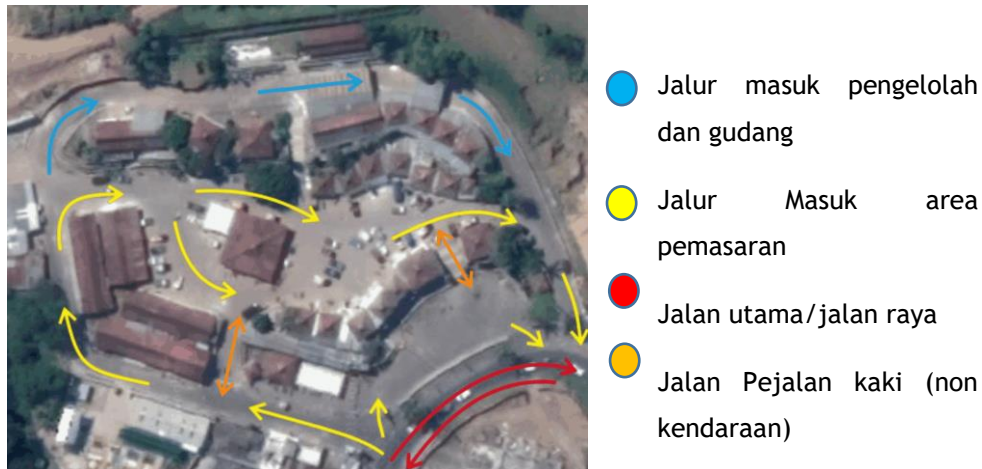 Jalur masuk pengelolah
dan gudang
Jalur Masuk area
pemasaran
Jalan utama/jalan raya
Jalan Pejalan kaki (non
kendaraan)